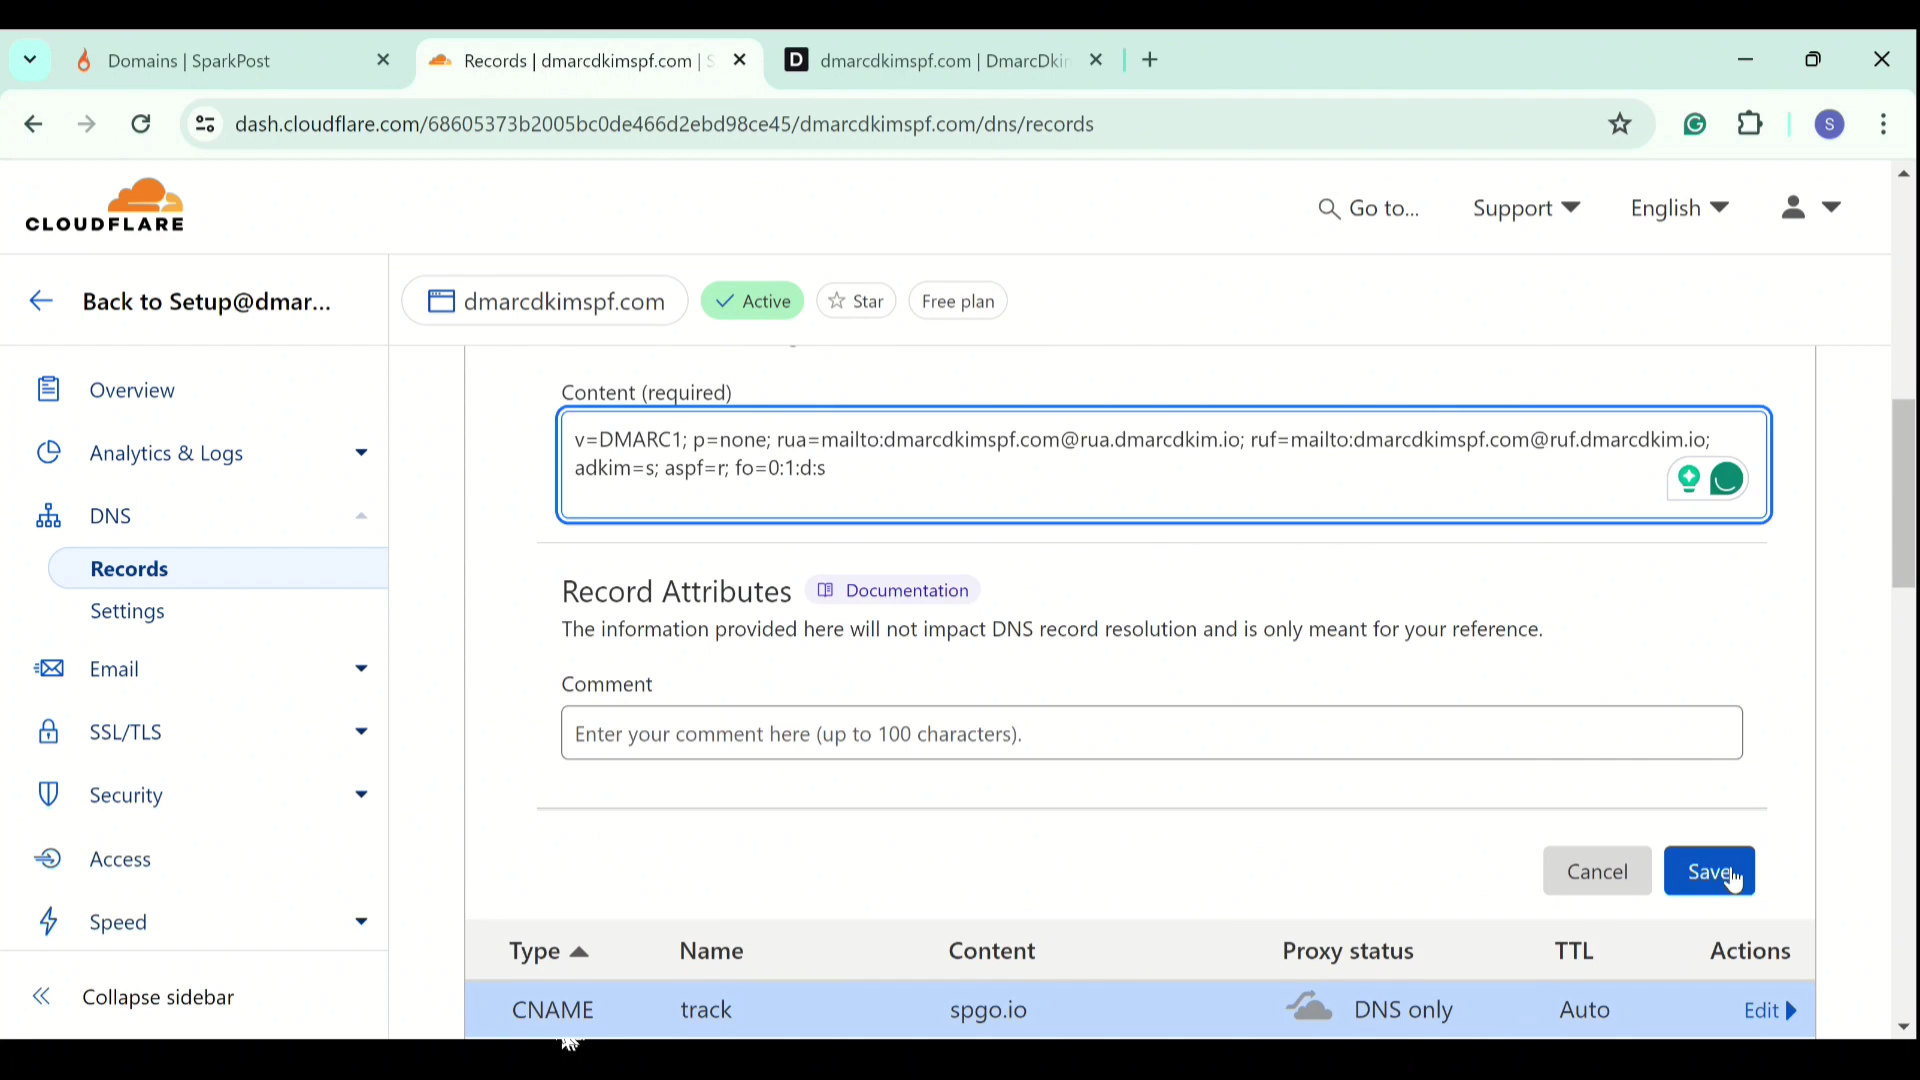 Domains | SparkPost
Records | dmarcdkimspf.com |
D dmarcdkimspf.com | DmarcDki
dash.cloudflare.com/68605373b2005bc0de466d2ebd98ce45/dmarcdkimspf.com/dns/records
S
CLOUDFLARE
Go to...
Support
English
Back to Setup@dmar...
dmarcdkimspf.com
Active
Star
Free plan
Overview
Analytics & Logs
DNS
Records
Settings
Email
SSL/TLS
Security
Access
Speed
Collapse sidebar
Content (required)
v=DMARC1; p=none; rua=mailto:dmarcdkimspf.com@rua.dmarcdkim.io; ruf=mailto:dmarcdkimspf.com@ruf.dmarcdkim.io;
adkim=s; aspf=r; fo=0:1:d:s
Record Attributes
Documentation
The information provided here will not impact DNS record resolution and is only meant for your reference.
Comment
Enter your comment here (up to 100 characters).
Cancel
Save
Type Name Content Proxy status TTL Actions
CNAME track spgo.io DNS only Auto Edit